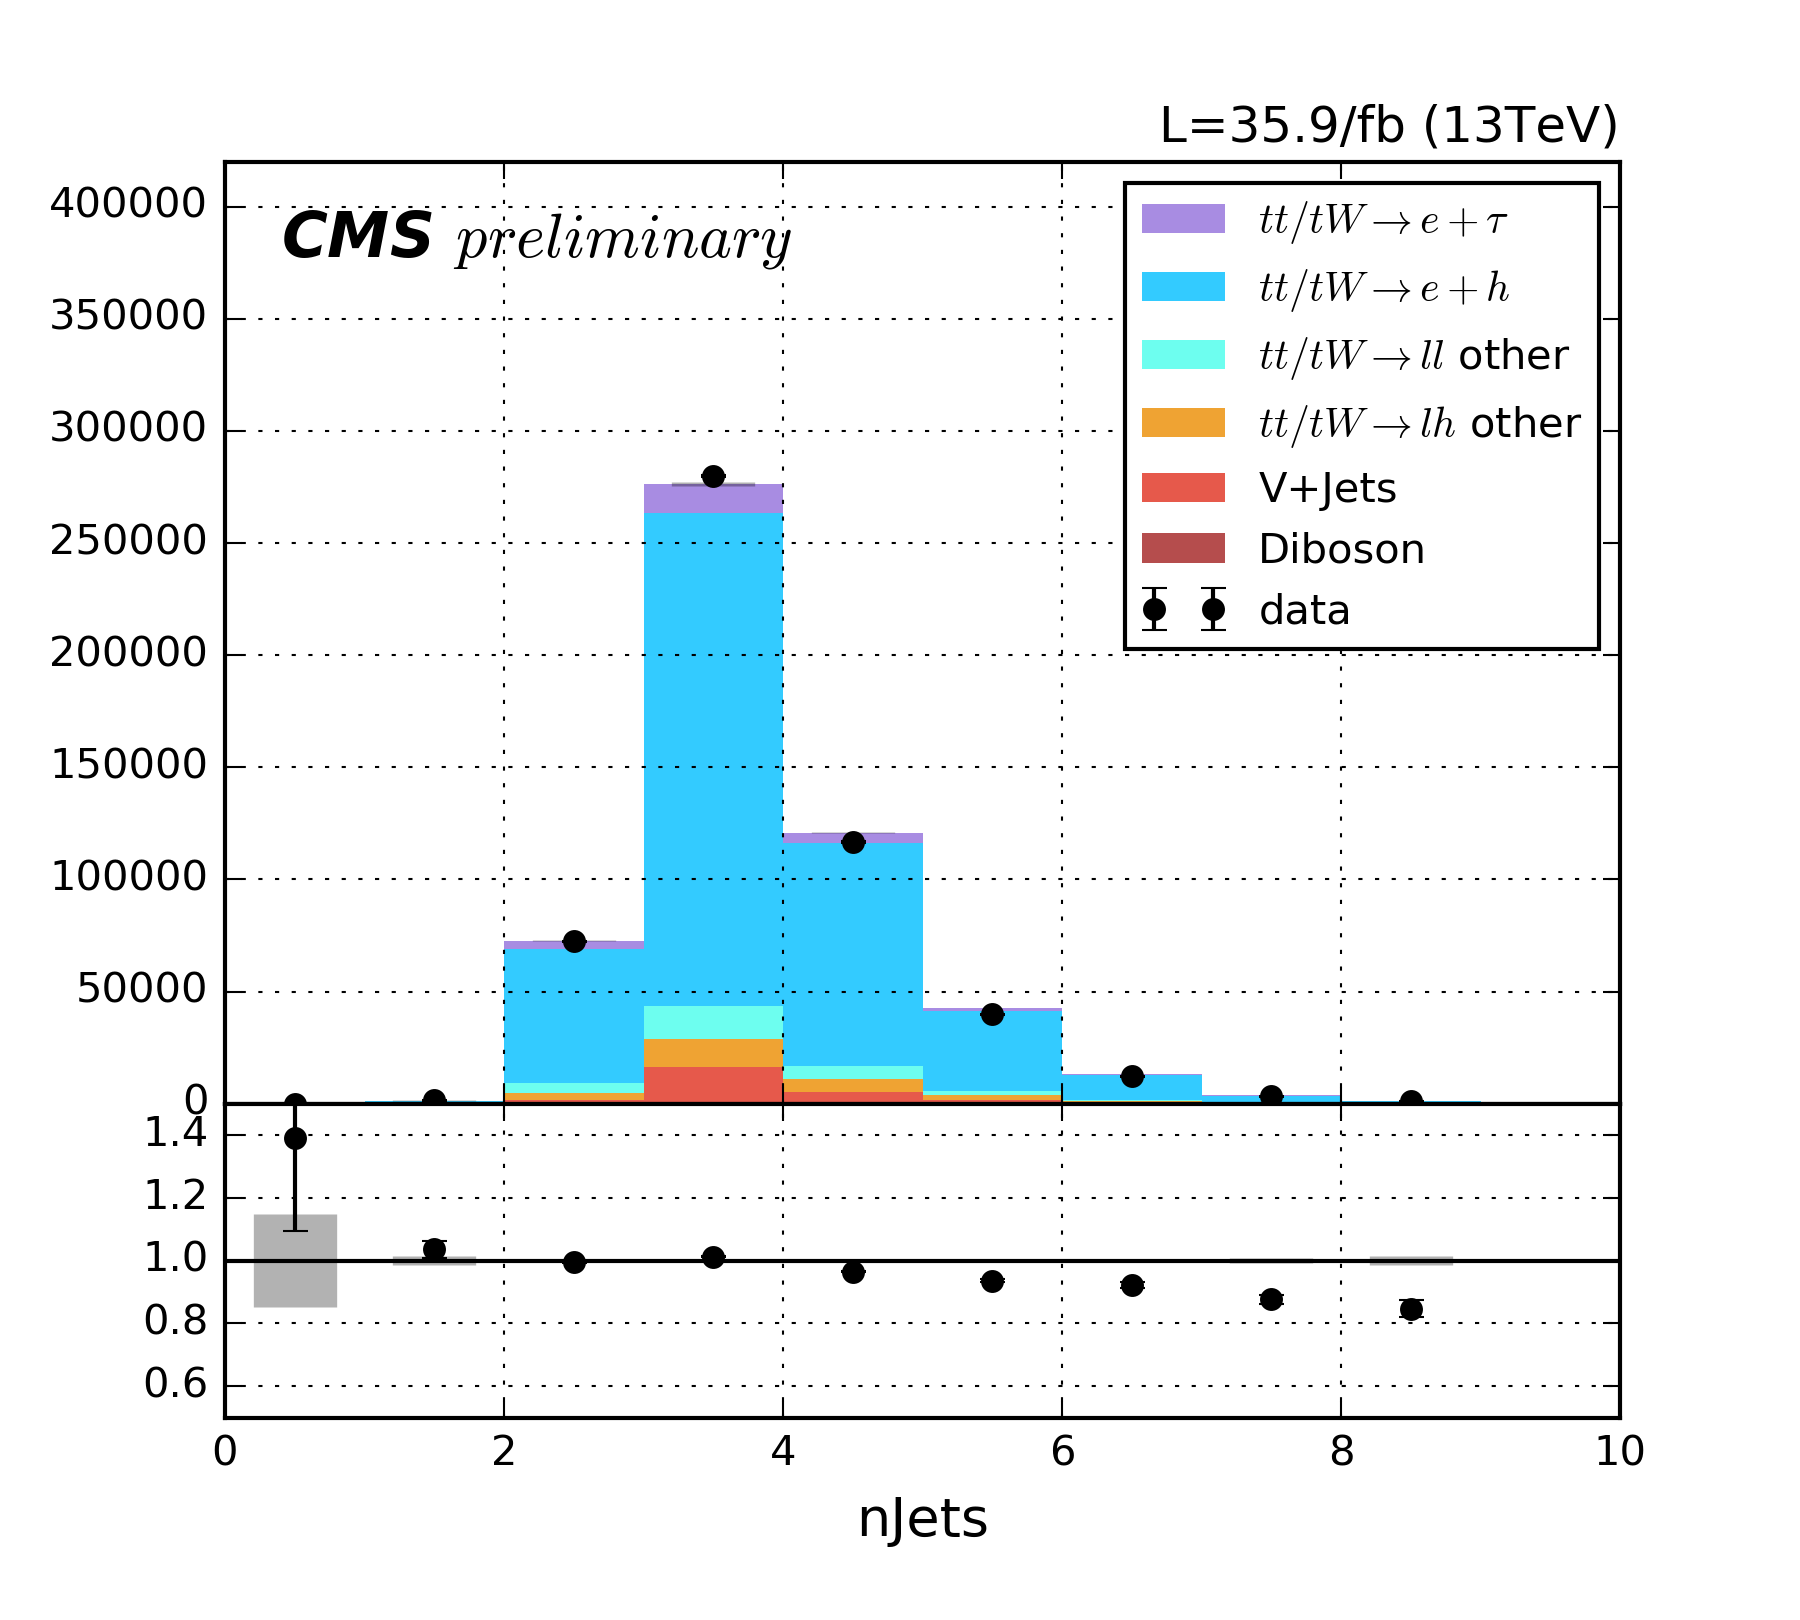 L=35.9/fb (13TeV)
CMS preliminary
tt/tW→e+τ
tt/tW→e+h
tt/tW→ll other
tt/tW→lh other
V+Jets
Diboson
data
400000
350000
300000
250000
200000
150000
100000
50000
0
1.4
1.2
1.0
0.8
0.6
0 2 4 6 8 10
nJets